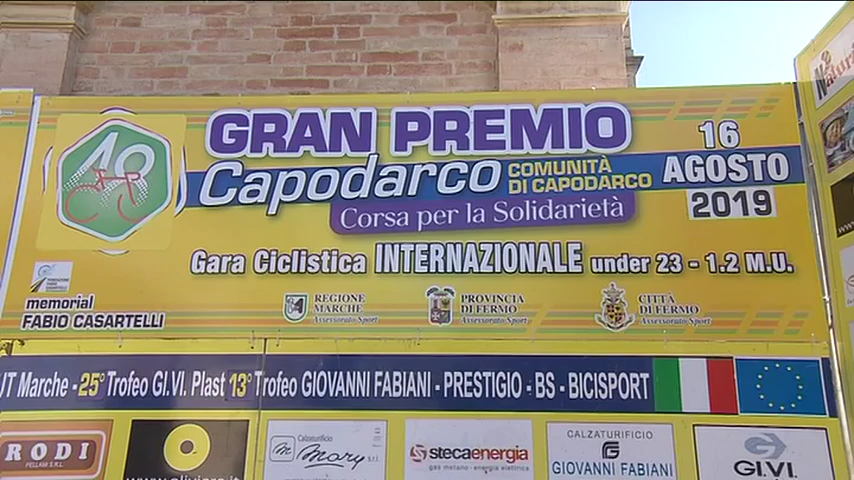 GRAN PREMIO
Capodarco COMUNITÀ DI CAPODARCO
Corsa per la Solidarietà
16
AGOSTO
2019
Gara Ciclistica INTERNAZIONALE under 23 - 1.2 M.U.
40
memorial
FABIO CASARTELLI
REGIONE
MARCHE
Assessorato Sport
PROVINCIA
DI FERMO
Assessorato Sport
CITTÀ
DI FERMO
Assessorato Sport
UT Marche - 25° Trofeo GI.VI. Plast 13° Trofeo GIOVANNI FABIANI - PRESTIGIO - BS - BICISPORT
RODI
PELLAMI S.R.L.
Calzaturificio
Mary s.r.l.
stecaenergia
gas metano - energia elettrica
CALZATURIFICIO
GIOVANNI FABIANI
GI.VI.